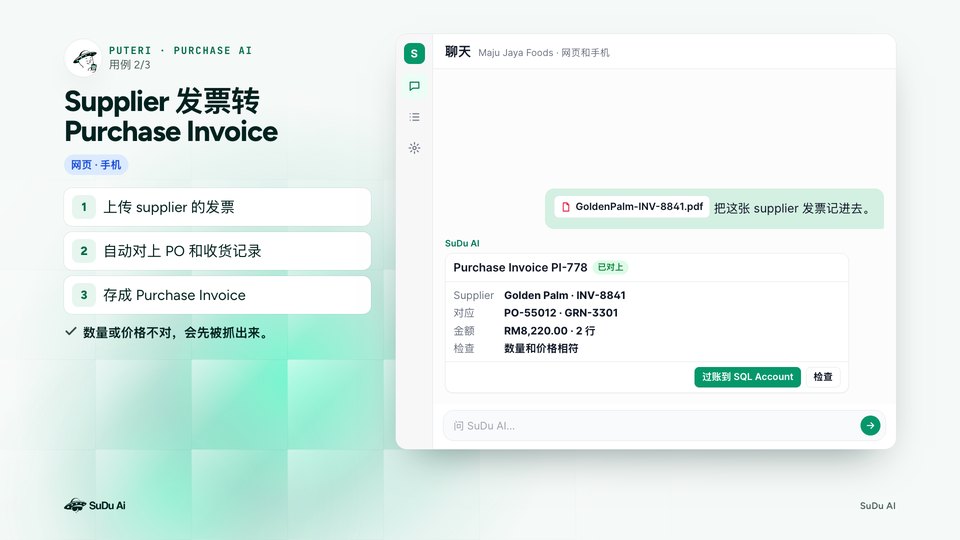 PUTERI · PURCHASE AI
用例 2/3
Supplier 发票转
Purchase Invoice
网页 · 手机
1 上传 supplier 的发票
2 自动对上 PO 和收货记录
3 存成 Purchase Invoice
数量或价格不对，会先被抓出来。
SuDu Ai
S
聊天 Maju Jaya Foods · 网页和手机
GoldenPalm-INV-8841.pdf 把这张 supplier 发票记进去。
SuDu AI
Purchase Invoice PI-778 已对上
Supplier Golden Palm · INV-8841
对应 PO-55012 · GRN-3301
金额 RM8,220.00 · 2 行
检查 数量和价格相符
过账到 SQL Account 检查
问 SuDu AI...
SuDu AI